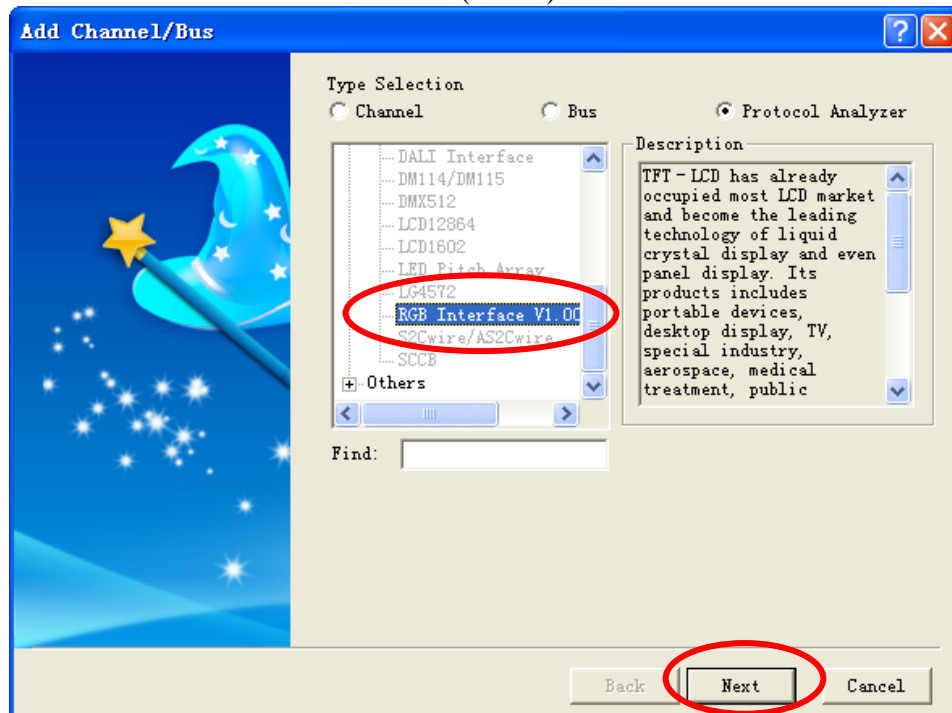 Add Channel/Bus
Type Selection
Channel Bus Protocol Analyzer
DALI Interface
DM114/DM115
DMX512
LCD12864
LCD1602
LED Pitch Array
LG4572
RGB Interface V1.00
S2Cwire/AS2Cwire
SCCB
Others
Find:
Description
TFT-LCD has already
occupied most LCD market
and become the leading
technology of liquid
crystal display and even
panel display. Its
products includes
portable devices,
desktop display, TV,
special industry,
aerospace, medical
treatment, public
Back Next Cancel